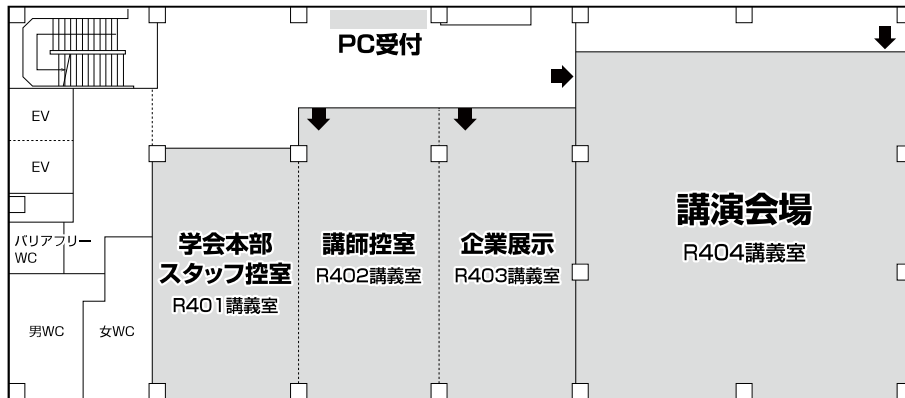 PC受付
EV
EV
バリアフリー
WC
男WC
女WC
学会本部
スタッフ控室
R401講義室
講師控室
R402講義室
企業展示
R403講義室
講演会場
R404講義室